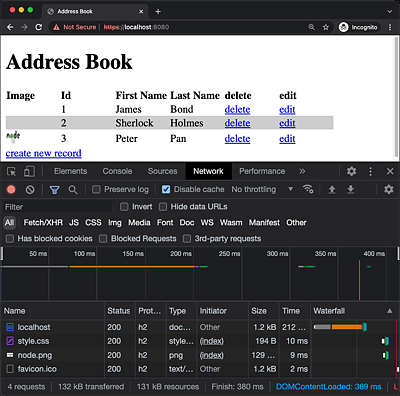 Address Book
Not Secure https://localhost:8080 Incognito
Address Book
Image Id First Name Last Name delete edit
1 James Bond delete edit
2 Sherlock Holmes delete edit
node 3 Peter Pan delete edit
create new record
Elements Console Sources Network Performance »
Preserve log Disable cache No throttling
Filter Invert Hide data URLs
All Fetch/XHR JS CSS Img Media Font Doc WS Wasm Manifest Other
Has blocked cookies Blocked Requests 3rd-party requests
50 ms 100 ms 150 ms 200 ms 250 ms 300 ms 350 ms 400 ms
Name Status Prot... Type Initiator Size Time Waterfall
localhost 200 h2 doc... Other 1.2 kB 212 ...
style.css 200 h2 style... (index) 194 B 10 ms
node.png 200 h2 png (index) 129 ... 9 ms
favicon.ico 200 h2 text/... Other 1.2 kB 2 ms
4 requests 132 kB transferred 131 kB resources Finish: 380 ms DOMContentLoaded: 369 ms L